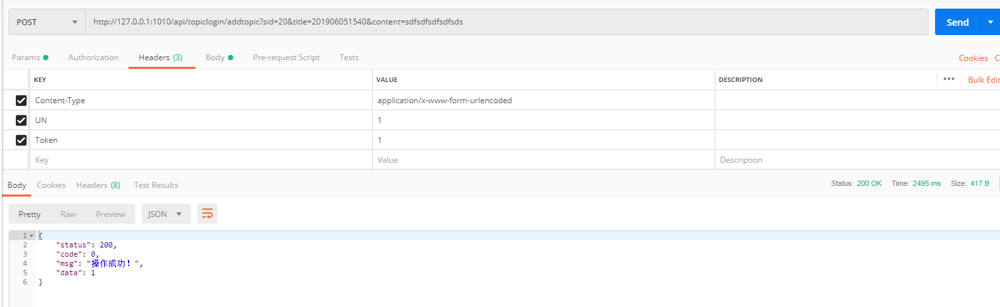 POST http://127.0.0.1:1010/api/topiclogin/addtopic?sid=20&title=201906051540&content=sdfsdfsdfsdfsds Send
Params Authorization Headers (3) Body Pre-request Script Tests Cookies C
KEY VALUE DESCRIPTION ••• Bulk Edit
Content-Type application/x-www-form-urlencoded
UN 1
Token 1
Key Value Description
Body Cookies Headers (8) Test Results Status: 200 OK Time: 2495 ms Size: 417 B
Pretty Raw Preview JSON
1 {
2 "status": 200,
3 "code": 0,
4 "msg": "操作成功！",
5 "data": 1
6 }